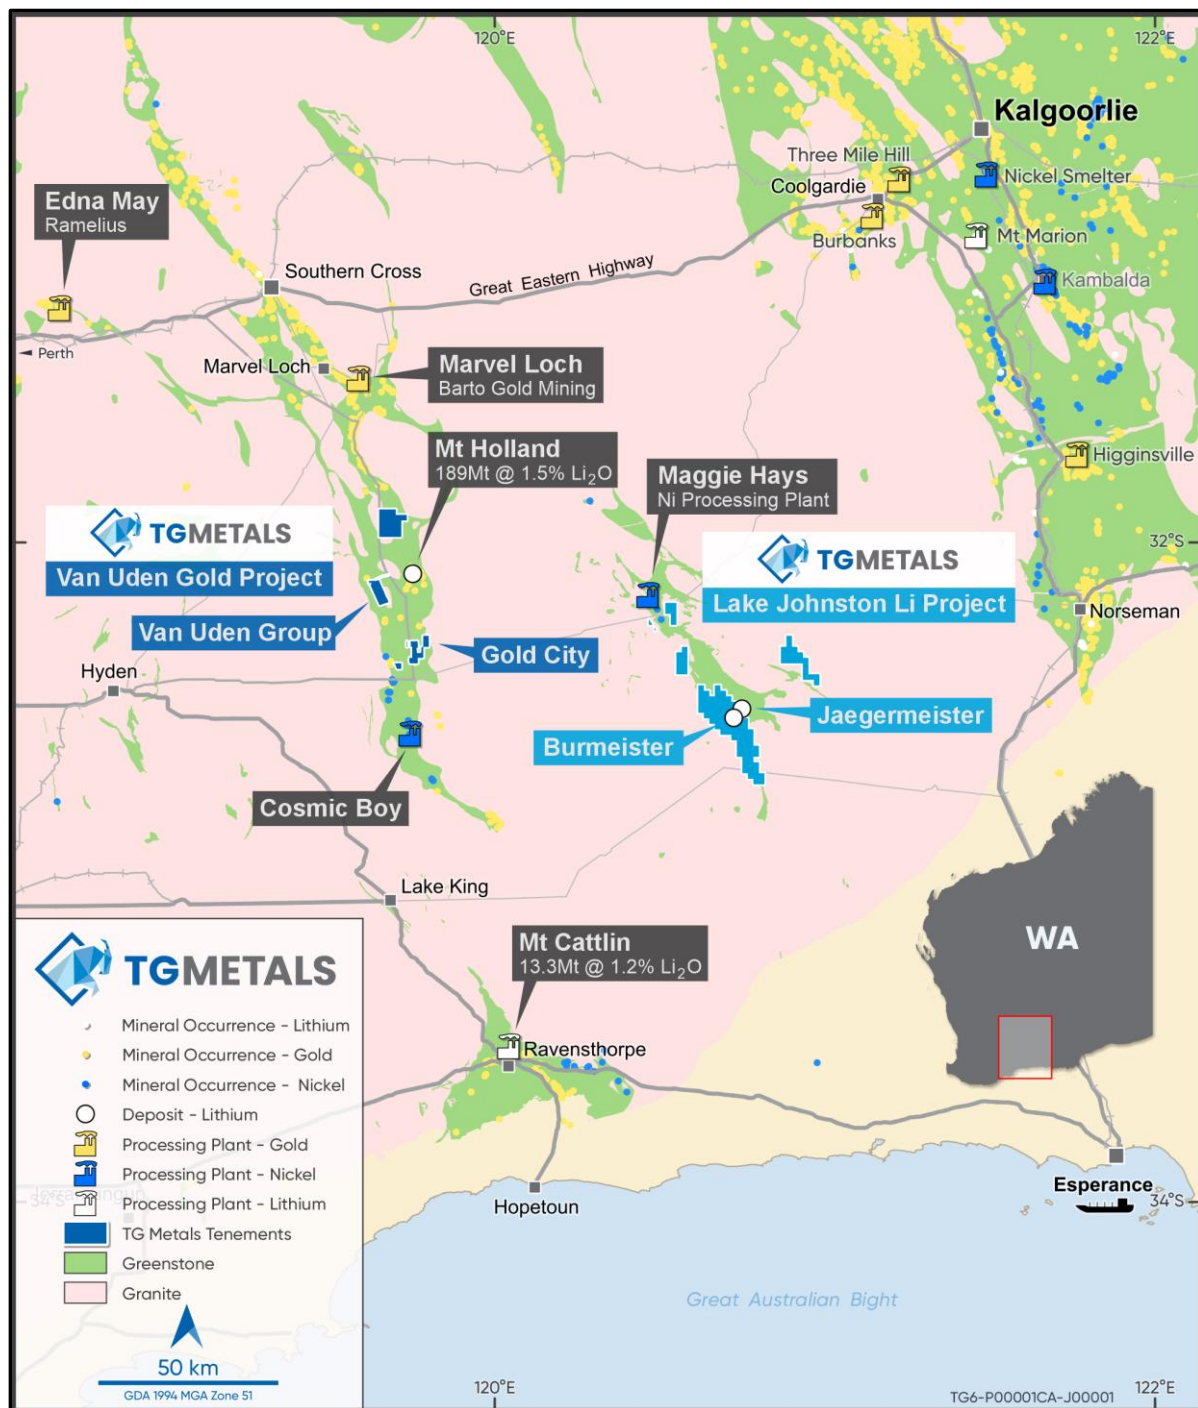 120°E
122°E
Kalgoorlie
Three Mile Hill
Nickel Smelter
Coolgardie
Edna May
Ramelius
Burbanks
Mt Marion
Southern Cross
Great Eastern Highway
Kambalda
Perth
Marvel Loch
Marvel Loch
Barto Gold Mining
Mt Holland
189Mt @ 1.5% Li₂O
Higginsville
Maggie Hays
Ni Processing Plant
TGMETALS
Van Uden Gold Project
TGMETALS
Lake Johnston Li Project
32°S
Norseman
Van Uden Group
Gold City
Hyden
Jaegermeister
Burmeister
Cosmic Boy
Lake King
WA
Mt Cattlin
13.3Mt @ 1.2% Li₂O
Ravensthorpe
TGMETALS
Mineral Occurrence - Lithium
Mineral Occurrence - Gold
Mineral Occurrence - Nickel
Deposit - Lithium
Processing Plant - Gold
Processing Plant - Nickel
Processing Plant - Lithium
TG Metals Tenements
Greenstone
Granite
50 km
GDA 1994 MGA Zone 51
34°S
Hopetoun
Esperance
34°S
Great Australian Bight
120°E
122°E
TG6-P00001CA-J00001